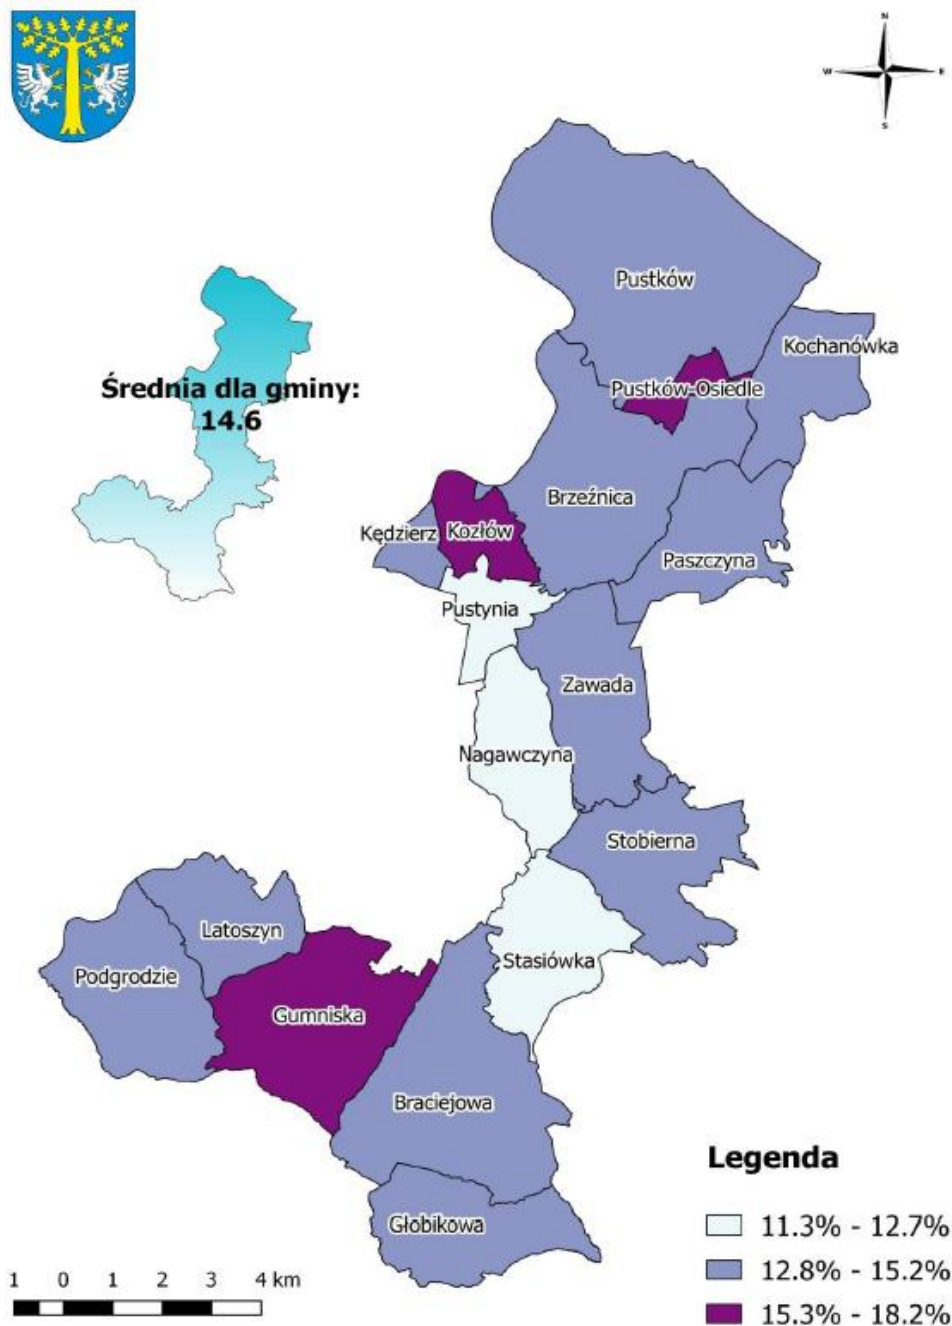 N
W E
S
Pustków
Kochanówka
Pustków-Osiedle
Średnia dla gminy:
14.6
Brzeźnica
Kędzierz
Kozłów
Paszczyna
Pustynia
Zawada
Nagawczyna
Stobierna
Latoszyn
Stasiówka
Podgrodzie
Gumniska
Braciejowa
Głobikowa
Legenda
11.3% - 12.7%
12.8% - 15.2%
15.3% - 18.2%
1 0 1 2 3 4 km